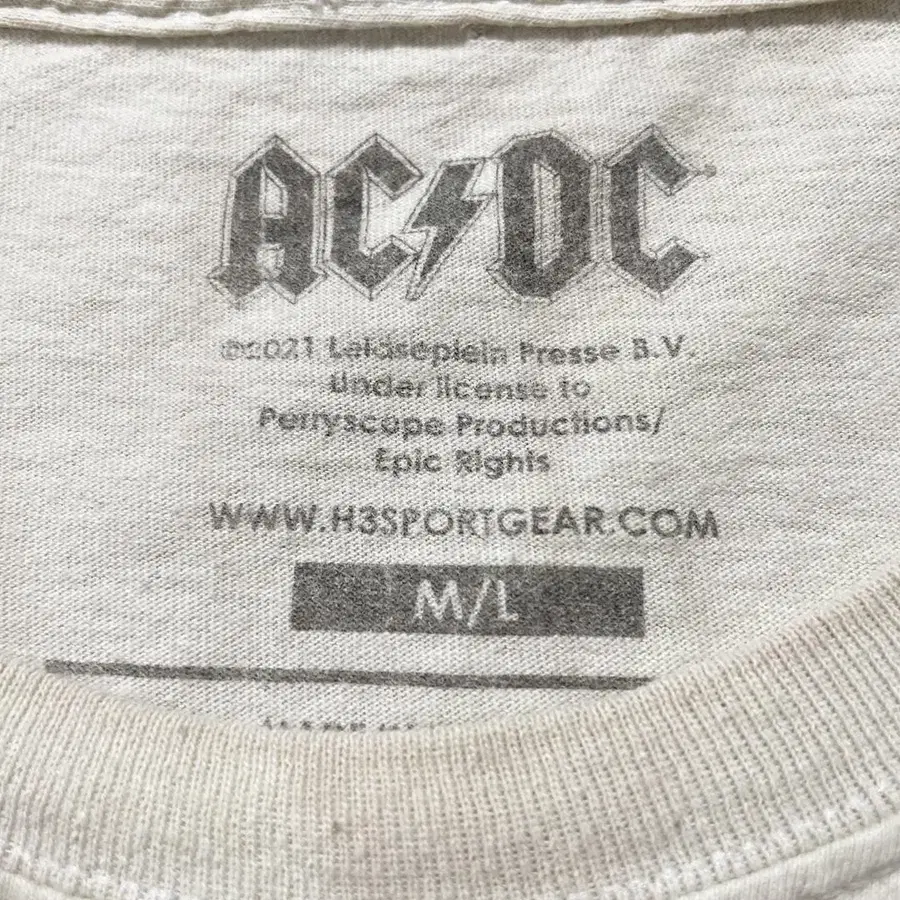 AC⚡DC
©2021 Leidseplein Presse B.V.
Under license to
Perryscope Productions/
Epic Rights
WWW.H3SPORTGEAR.COM
M/L